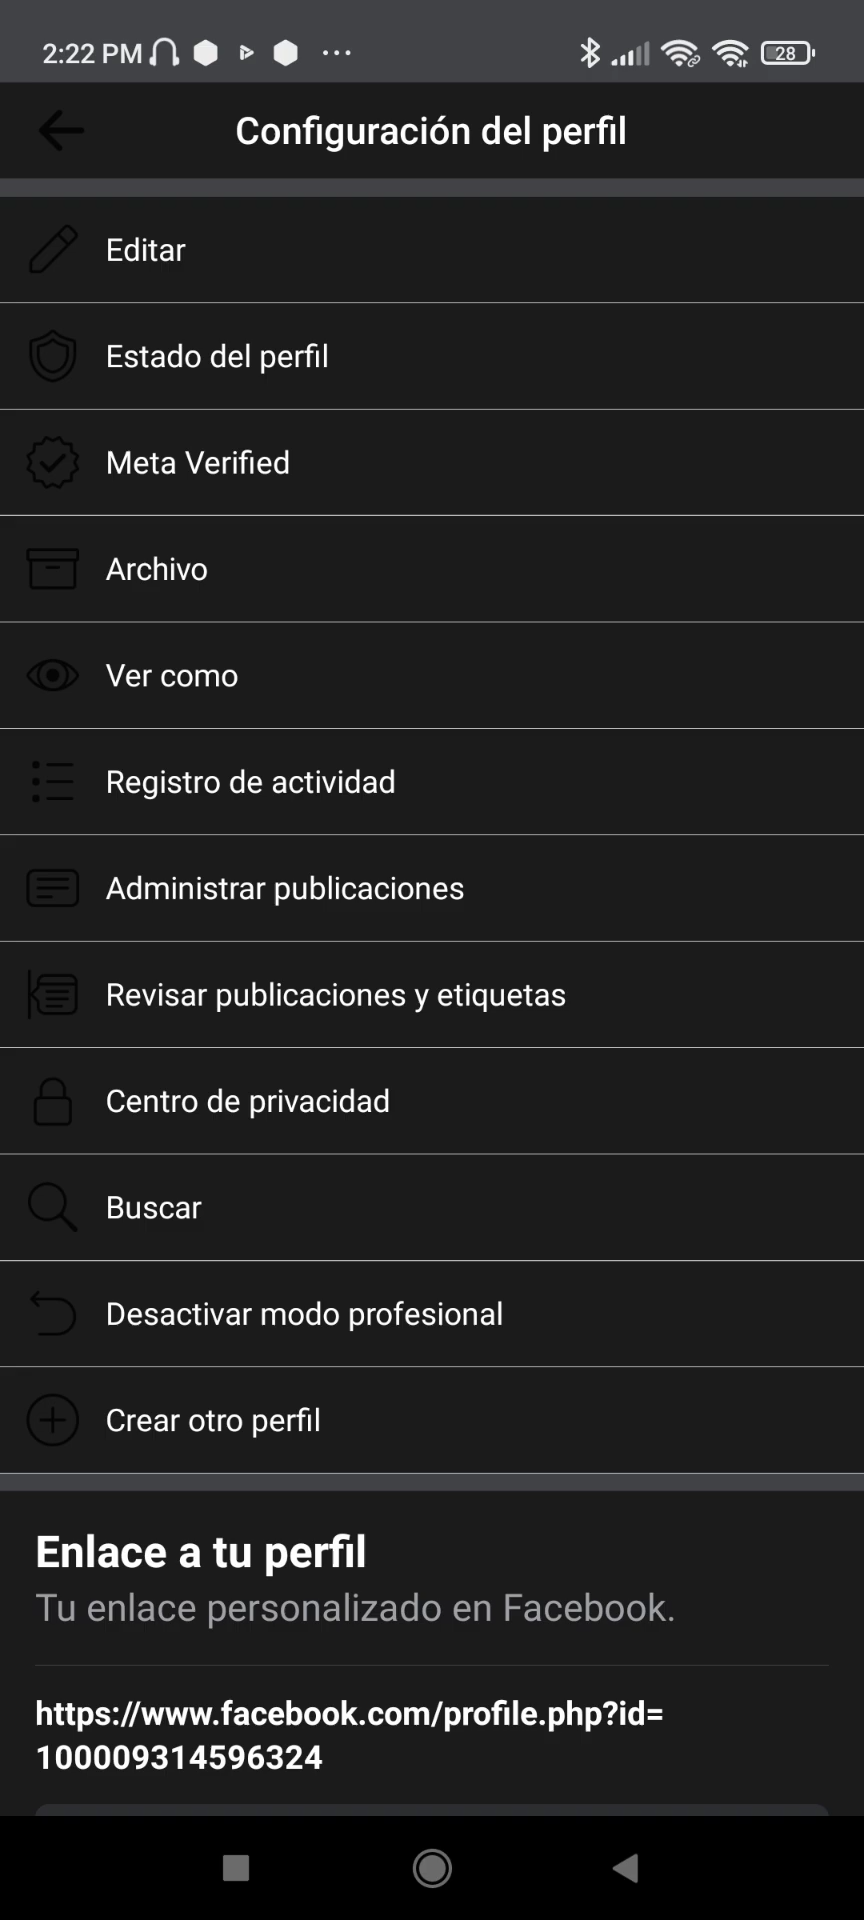 2:22 PM
28
Configuración del perfil
Editar
Estado del perfil
Meta Verified
Archivo
Ver como
Registro de actividad
Administrar publicaciones
Revisar publicaciones y etiquetas
Centro de privacidad
Buscar
Desactivar modo profesional
Crear otro perfil
Enlace a tu perfil
Tu enlace personalizado en Facebook.
https://www.facebook.com/profile.php?id=
100009314596324